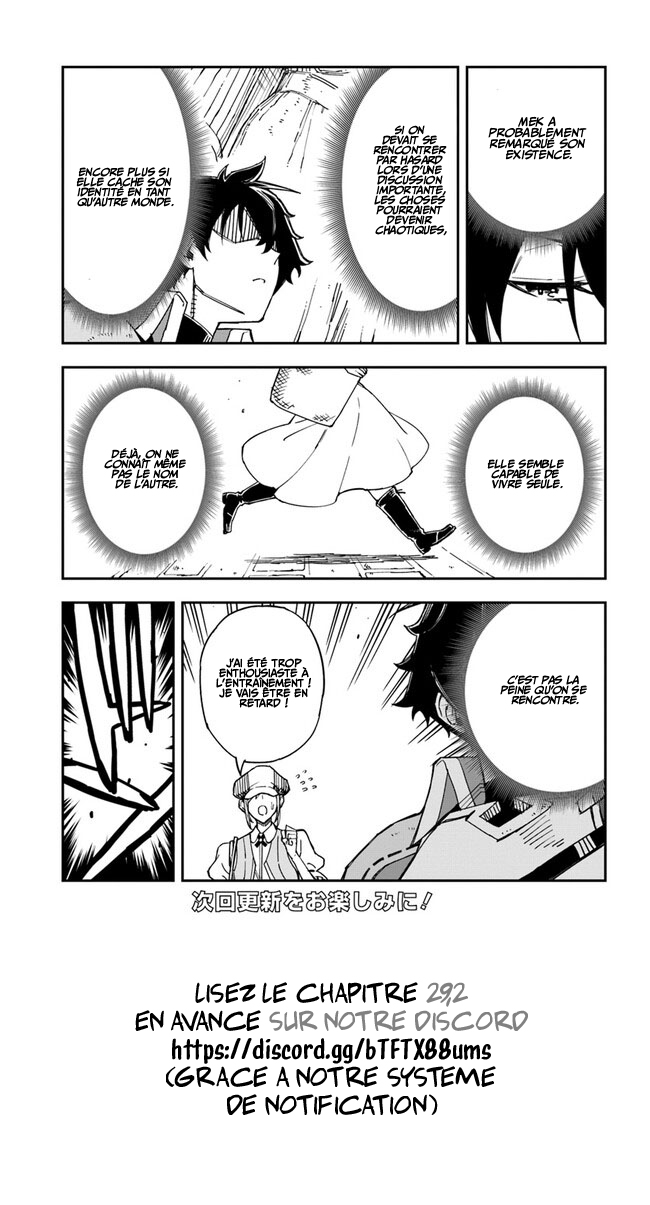 MEK A
PROBABLEMENT
REMARQUÉ SON
EXISTENCE.
SI ON
DEVAIT SE
RENCONTRER
PAR HASARD
LORS D'UNE
DISCUSSION
IMPORTANTE,
LES CHOSES
POURRAIENT
DEVENIR
CHAOTIQUES,
ENCORE PLUS SI
ELLE CACHE SON
IDENTITÉ EN TANT
QU'AUTRE MONDE.
ELLE SEMBLE
CAPABLE DE
VIVRE SEULE.
DÉJÀ, ON NE
CONNAÎT MÊME
PAS LE NOM
DE L'AUTRE.
C'EST PAS LA
PEINE QU'ON SE
RENCONTRE.
J'AI ÉTÉ TROP
ENTHOUSIASTE À
L'ENTRAÎNEMENT !
JE VAIS ÊTRE EN
RETARD !
次回更新をお楽しみに!
LISEZ LE CHAPITRE 29,2
EN AVANCE SUR NOTRE DISCORD
https://discord.gg/bTFTX88ums
(GRACE A NOTRE SYSTEME
DE NOTIFICATION)